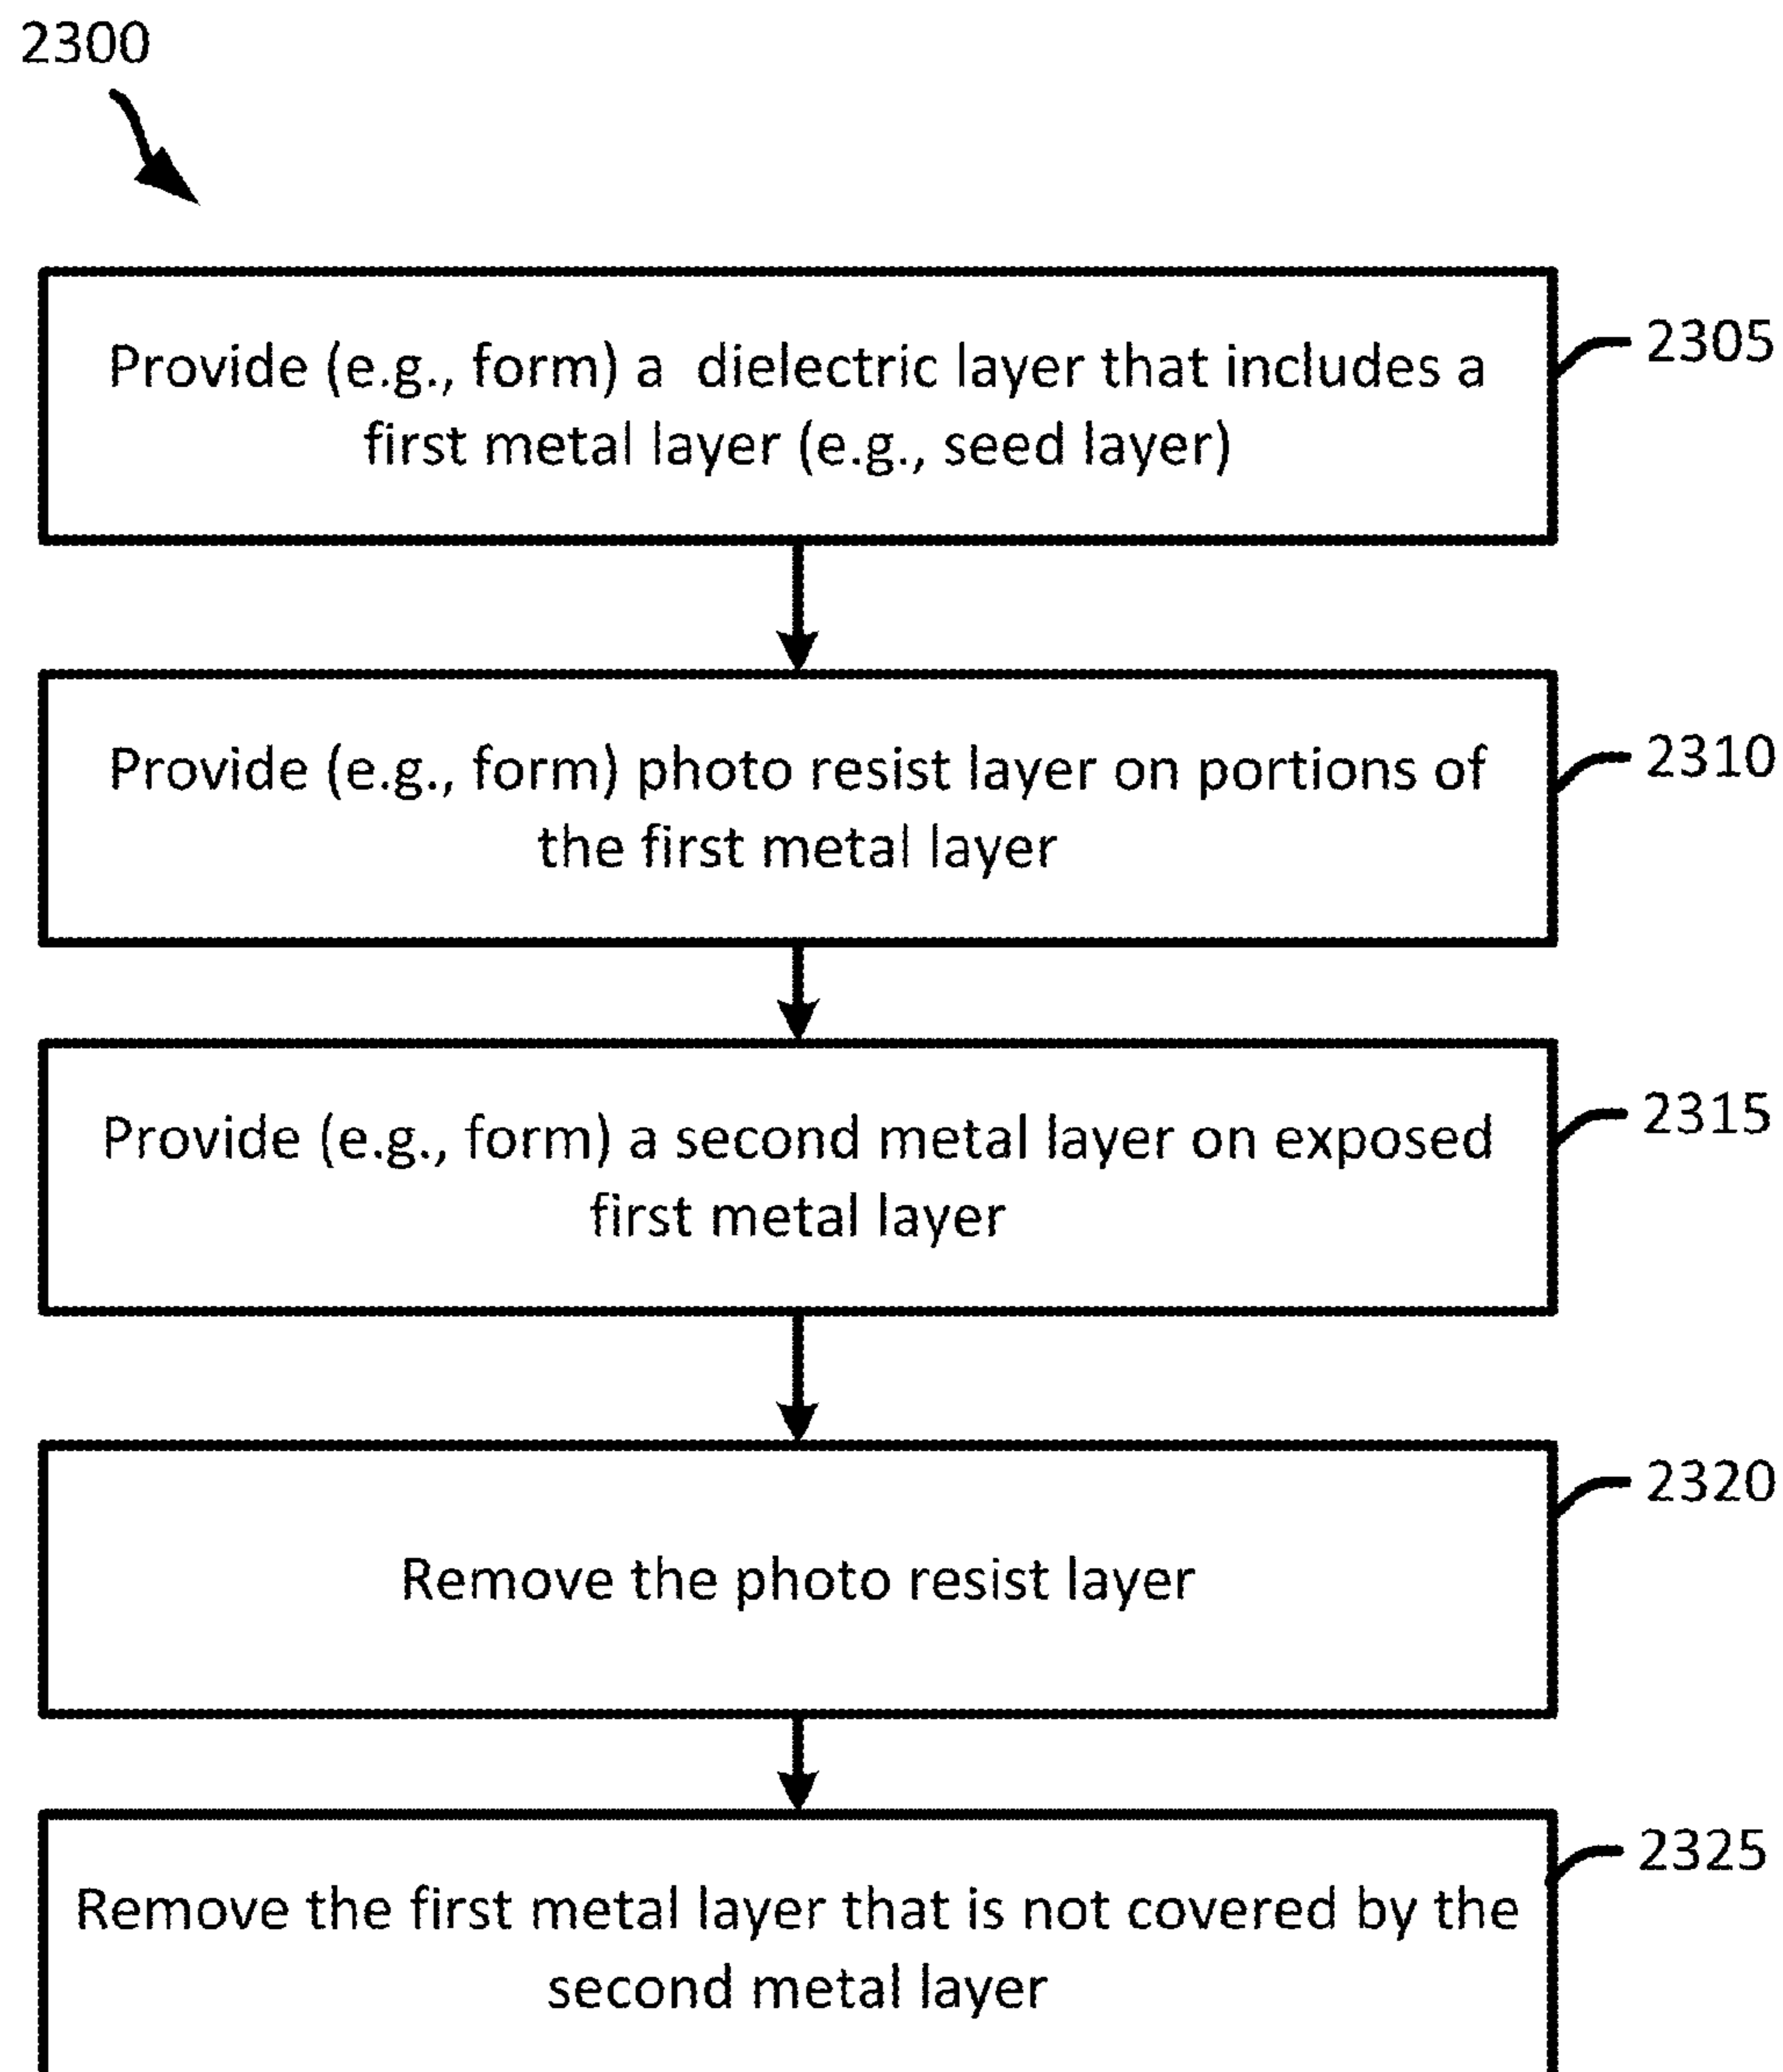 2300
Provide (e.g., form) a dielectric layer that includes a
first metal layer (e.g., seed layer)
2305
Provide (e.g., form) photo resist layer on portions of
the first metal layer
2310
Provide (e.g., form) a second metal layer on exposed
first metal layer
2315
Remove the photo resist layer
2320
Remove the first metal layer that is not covered by the
second metal layer
2325